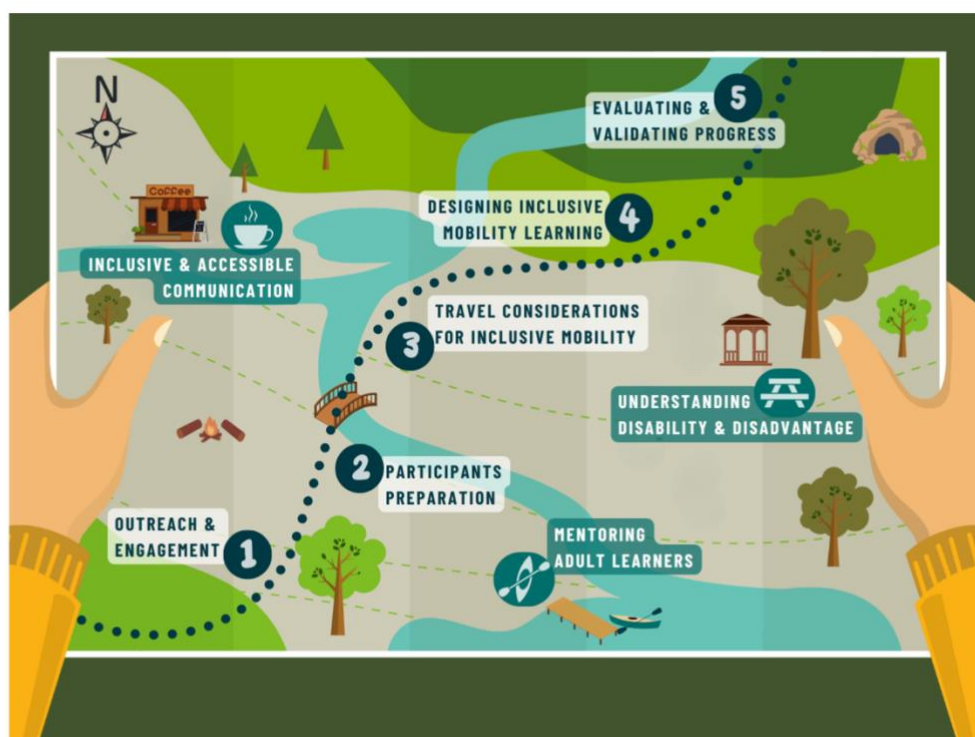 N
5
EVALUATING &
VALIDATING PROGRESS
Coffee
DESIGNING INCLUSIVE
MOBILITY LEARNING
4
INCLUSIVE & ACCESSIBLE
COMMUNICATION
3
TRAVEL CONSIDERATIONS
FOR INCLUSIVE MOBILITY
UNDERSTANDING
DISABILITY & DISADVANTAGE
2
PARTICIPANTS
PREPARATION
OUTREACH &
ENGAGEMENT
1
MENTORING
ADULT LEARNERS